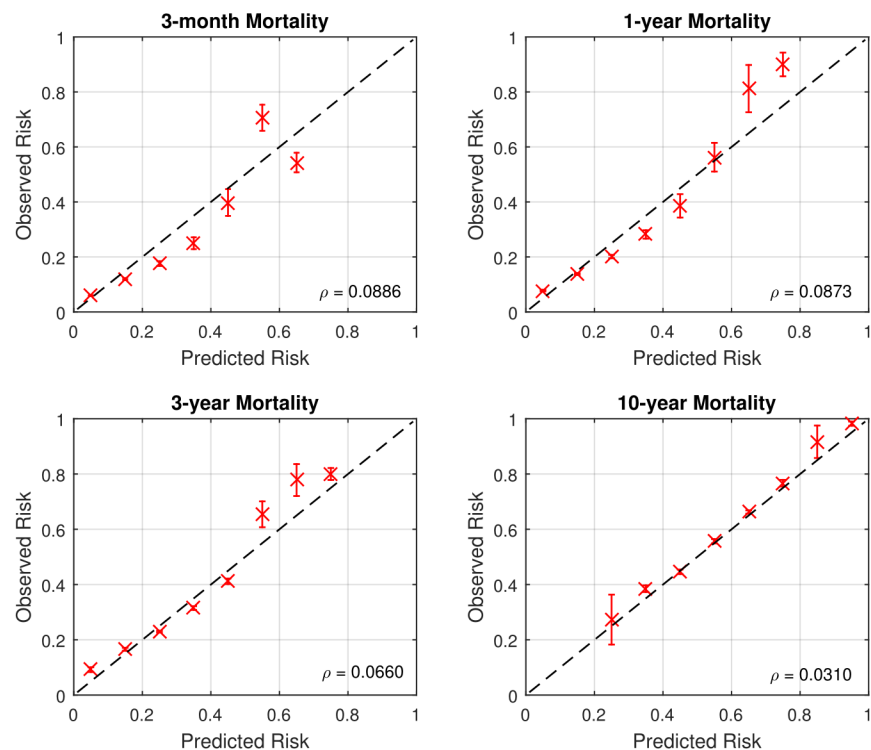 3-month Mortality
1
0.8
0.6
0.4
0.2
0
Observed Risk
ρ = 0.0886
0 0.2 0.4 0.6 0.8 1
Predicted Risk
1-year Mortality
1
0.8
0.6
0.4
0.2
0
Observed Risk
ρ = 0.0873
0 0.2 0.4 0.6 0.8 1
Predicted Risk
3-year Mortality
1
0.8
0.6
0.4
0.2
0
Observed Risk
ρ = 0.0660
0 0.2 0.4 0.6 0.8 1
Predicted Risk
10-year Mortality
1
0.8
0.6
0.4
0.2
0
Observed Risk
ρ = 0.0310
0 0.2 0.4 0.6 0.8 1
Predicted Risk